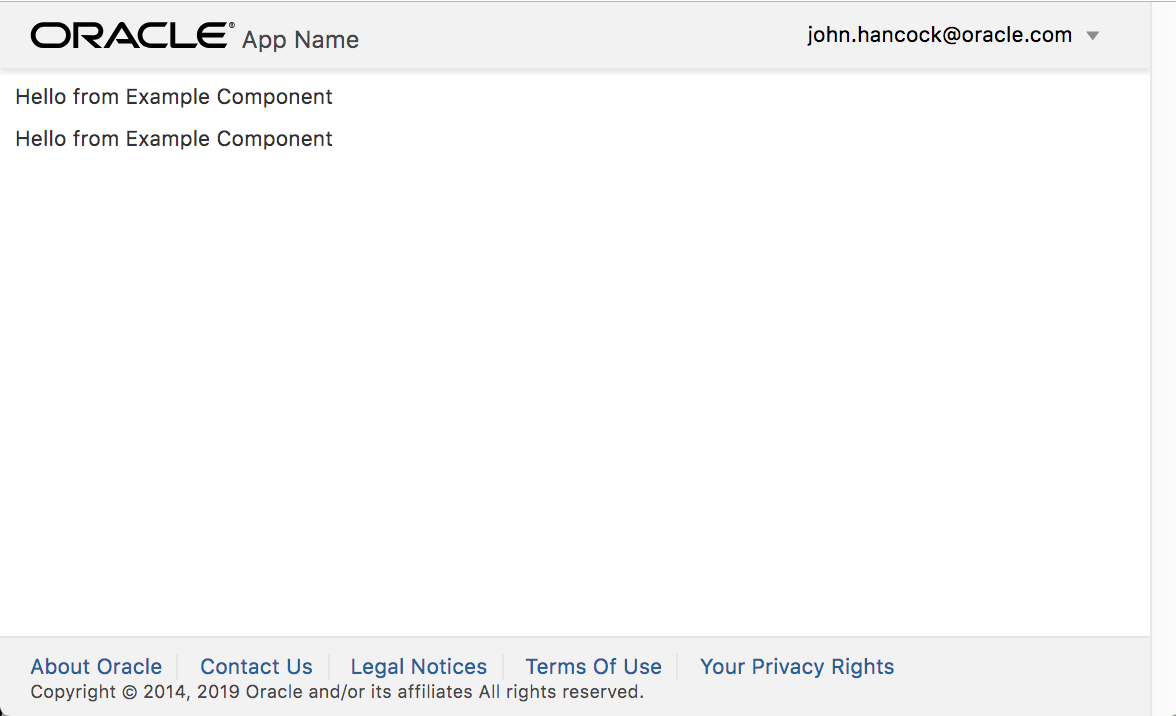 ORACLE® App Name
john.hancock@oracle.com
Hello from Example Component
Hello from Example Component
About Oracle Contact Us Legal Notices Terms Of Use Your Privacy Rights
Copyright © 2014, 2019 Oracle and/or its affiliates All rights reserved.